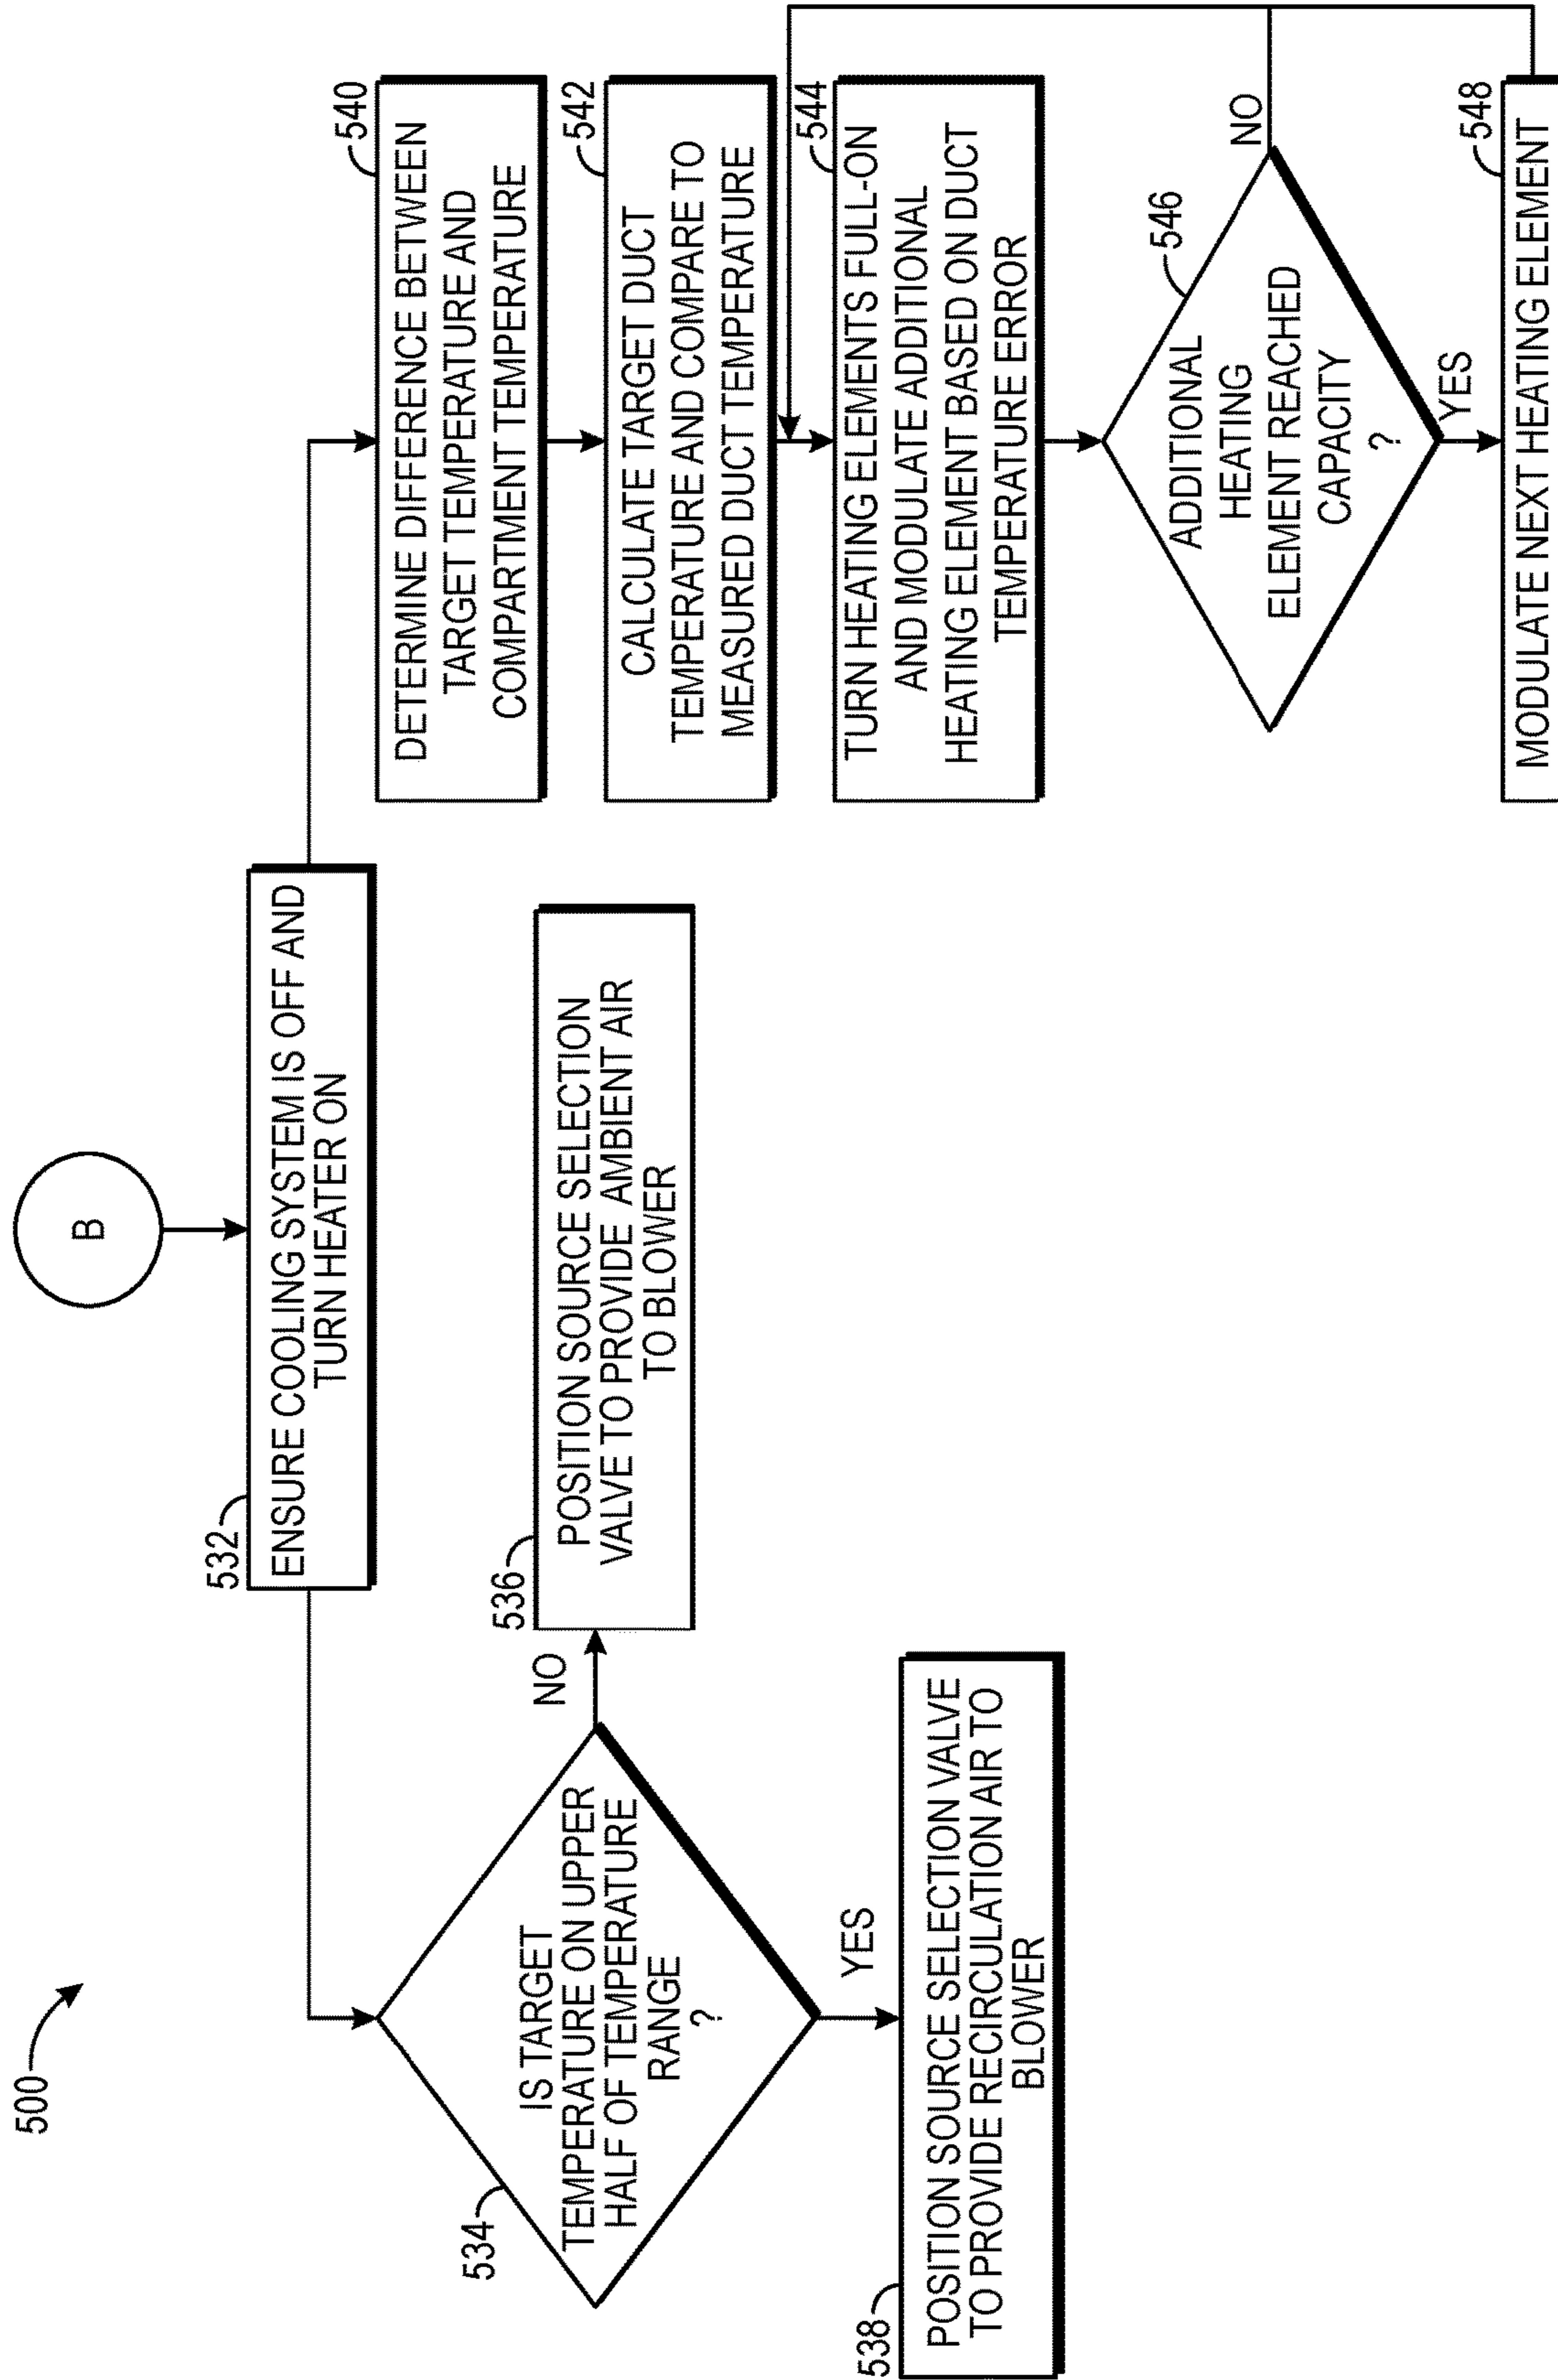 500
B
532
ENSURE COOLING SYSTEM IS OFF AND
TURN HEATER ON
534
IS TARGET
TEMPERATURE ON UPPER
HALF OF TEMPERATURE
RANGE
?
NO
536
POSITION SOURCE SELECTION
VALVE TO PROVIDE AMBIENT AIR
TO BLOWER
YES
538
POSITION SOURCE SELECTION VALVE
TO PROVIDE RECIRCULATION AIR TO
BLOWER
540
DETERMINE DIFFERENCE BETWEEN
TARGET TEMPERATURE AND
COMPARTMENT TEMPERATURE
542
CALCULATE TARGET DUCT
TEMPERATURE AND COMPARE TO
MEASURED DUCT TEMPERATURE
544
TURN HEATING ELEMENTS FULL-ON
AND MODULATE ADDITIONAL
HEATING ELEMENT BASED ON DUCT
TEMPERATURE ERROR
546
ADDITIONAL
HEATING
ELEMENT REACHED
CAPACITY
?
NO
YES
548
MODULATE NEXT HEATING ELEMENT